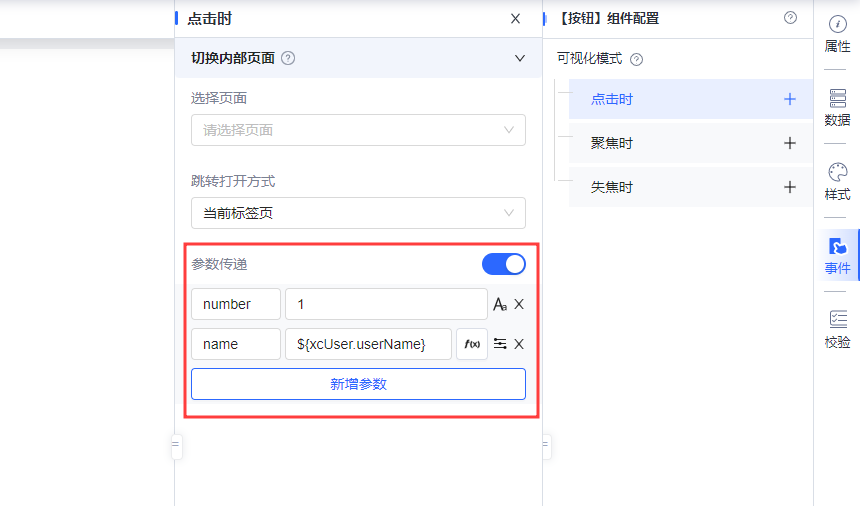 点击时
切换内部页面
选择页面
请选择页面
跳转打开方式
当前标签页
参数传递
number 1
name ${xcUser.userName} f(x)
新增参数
【按钮】组件配置
可视化模式
点击时
聚焦时
失焦时
属性
数据
样式
事件
校验